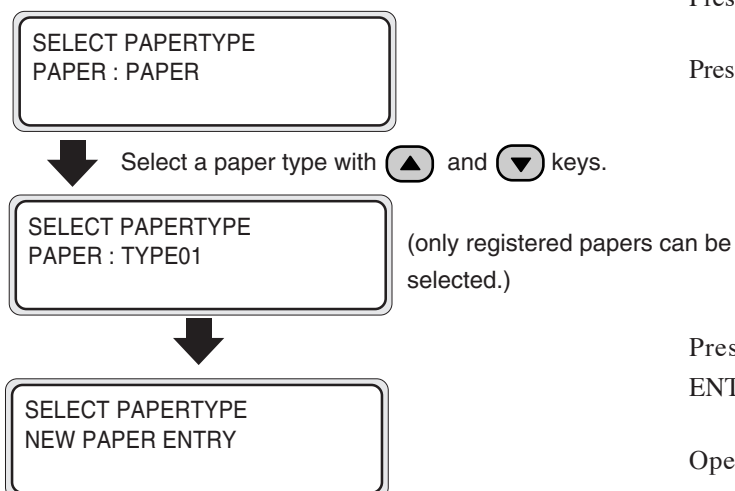 SELECT PAPERTYPE
PAPER : PAPER
Select a paper type with ▲ and ▼ keys.
SELECT PAPERTYPE
PAPER : TYPE01
(only registered papers can be
selected.)
SELECT PAPERTYPE
NEW PAPER ENTRY